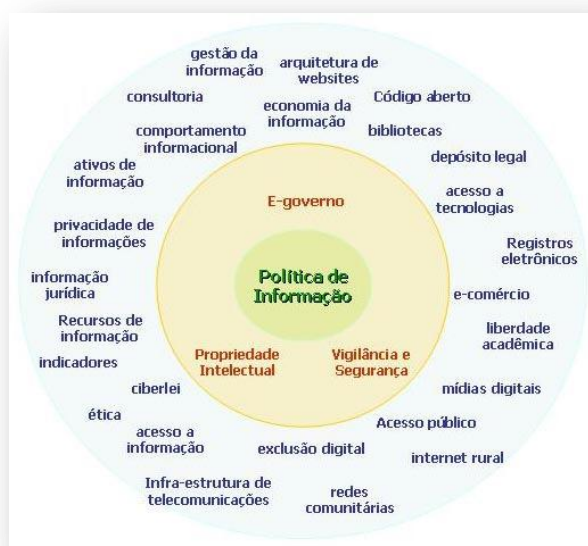 gestão da
informação
arquitetura de
websites
consultoria
economia da
informação
Código aberto
comportamento
informacional
bibliotecas
ativos de
informação
depósito legal
acesso a
tecnologias
E-governo
privacidade de
informações
Registros
eletrônicos
informação
jurídica
Política de
Informação
e-comércio
Recursos de
informação
liberdade
acadêmica
indicadores
Propriedade
Intelectual
Vigilância e
Segurança
ciberlei
mídias digitais
ética
acesso a
informação
exclusão digital
Acesso público
internet rural
Infra-estrutura de
telecomunicações
redes
comunitárias